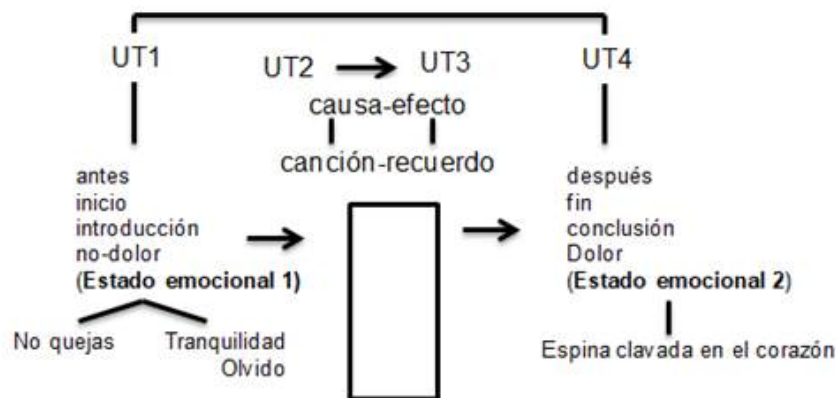 UT1
UT2
UT3
UT4
causa-efecto
canción-recuerdo
antes
inicio
introducción
no-dolor
(Estado emocional 1)
No quejas
Tranquilidad
Olvido
después
fin
conclusión
Dolor
(Estado emocional 2)
Espina clavada en el corazón